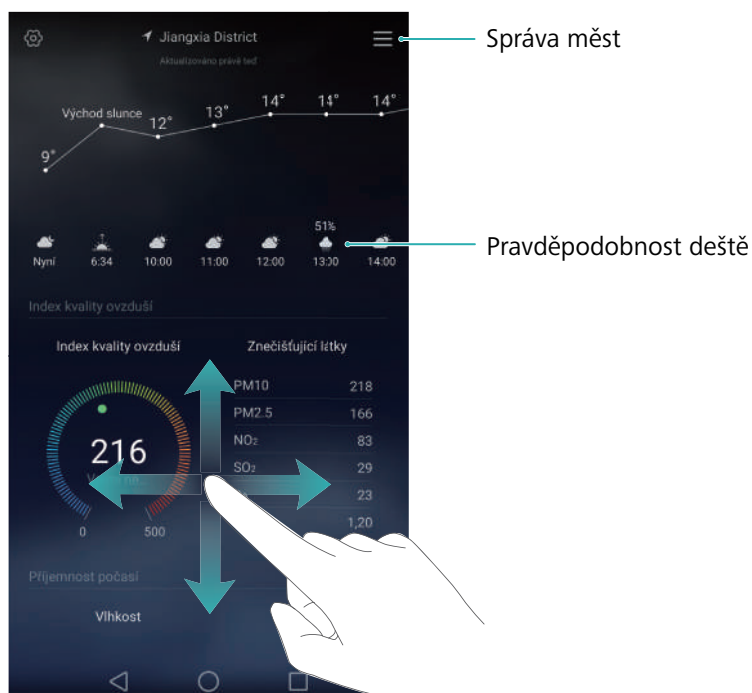 Jiangxia District
Správa měst
Aktualizováno právě teď
Východ slunce
9° 12° 13° 14° 14° 14°
51%
Pravděpodobnost deště
Nyní 6:34 10:00 11:00 12:00 13:00 14:00
Index kvality ovzduší
Index kvality ovzduší
Znečišťující látky
PM10 218
PM2.5 166
216
NO2 83
SO2 29
23
0 500
1,20
Příjemnost počasí
Vlhkost